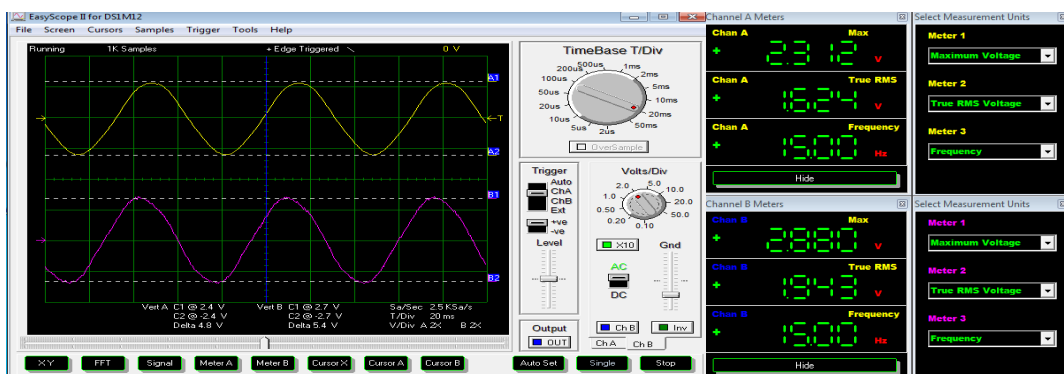 EasyScope II for DS1M12
File Screen Cursors Samples Trigger Tools Help
Running 1K Samples + Edge Triggered 0 V
A1
T
A2
B1
B2
Vert A C1 @ 2.4 V Vert B C1 @ 2.7 V Sa/Sec 2.5 KSa/s
C2 @ -2.4 V C2 @ -2.7 V T/Div 20 ms
Delta 4.8 V Delta 5.4 V V/Div A 2X B 2X
XY FFT Signal Meter A Meter B Cursor X Cursor A Cursor B Auto Set Single Stop
TimeBase T/Div
500us 1ms
200us 2ms
100us 5ms
50us 10ms
20us 20ms
10us 50ms
5us 2us
OverSample
Trigger
Auto
ChA
ChB
Ext
+ve
-ve
Level
Output
OUT
Volts/Div
2.0 5.0
1.0 10.0
0.50 20.0
0.20 50.0
0.10
X10
Gnd
AC
DC
Ch B Inv
Ch A Ch B
Channel A Meters
Chan A Max
+ 2.312 V
Chan A True RMS
+ 1.624 V
Chan A Frequency
+ 15.00 Hz
Hide
Select Measurement Units
Meter 1
Maximum Voltage
Meter 2
True RMS Voltage
Meter 3
Frequency
Channel B Meters
Chan B Max
+ 2.880 V
Chan B True RMS
+ 1.943 V
Chan B Frequency
+ 15.00 Hz
Hide
Select Measurement Units
Meter 1
Maximum Voltage
Meter 2
True RMS Voltage
Meter 3
Frequency